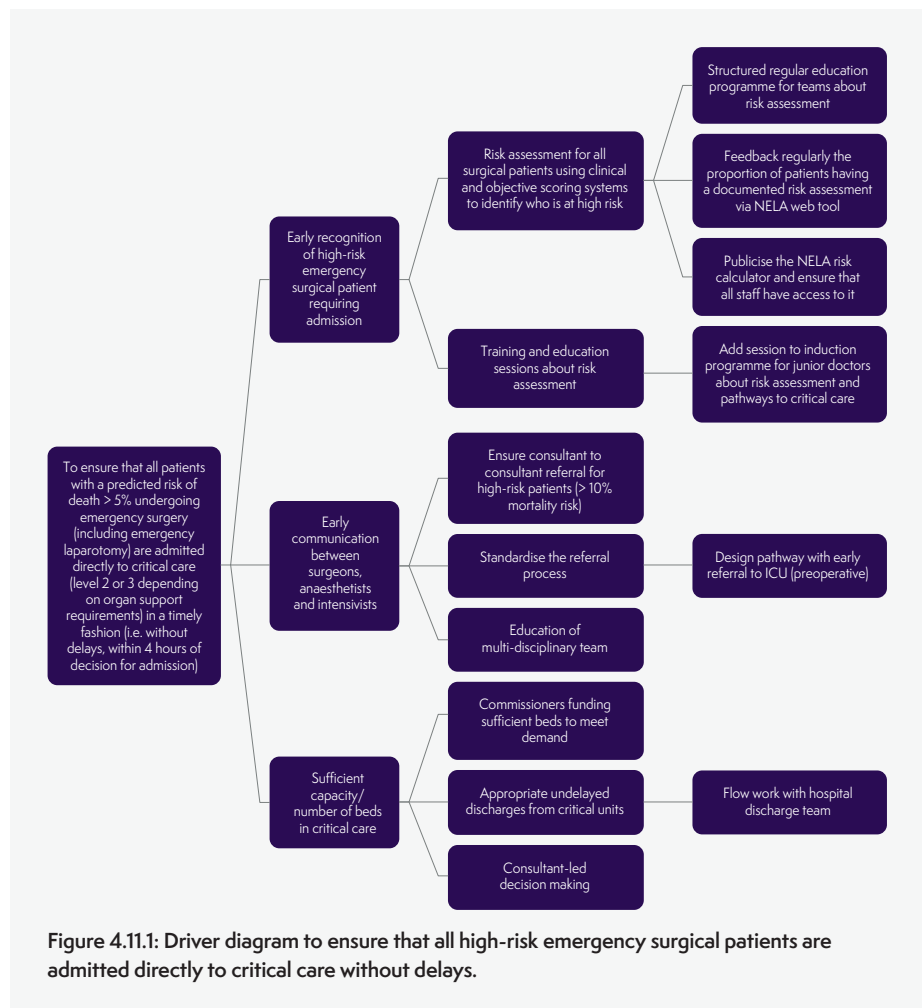 To ensure that all patients
with a predicted risk of
death > 5% undergoing
emergency surgery
(including emergency
laparotomy) are admitted
directly to critical care
(level 2 or 3 depending
on organ support
requirements) in a timely
fashion (i.e. without
delays, within 4 hours of
decision for admission)
Early recognition
of high-risk
emergency
surgical patient
requiring
admission
Risk assessment for all
surgical patients using clinical
and objective scoring systems
to identify who is at high risk
Structured regular education
programme for teams about
risk assessment
Feedback regularly the
proportion of patients having
a documented risk assessment
via NELA web tool
Publicise the NELA risk
calculator and ensure that
all staff have access to it
Training and education
sessions about risk
assessment
Add session to induction
programme for junior doctors
about risk assessment and
pathways to critical care
Early
communication
between
surgeons,
anaesthetists
and intensivists
Ensure consultant to
consultant referral for
high-risk patients (> 10%
mortality risk)
Standardise the referral
process
Design pathway with early
referral to ICU (preoperative)
Education of
multi-disciplinary team
Sufficient
capacity/
number of beds
in critical care
Commissioners funding
sufficient beds to meet
demand
Appropriate undelayed
discharges from critical units
Flow work with hospital
discharge team
Consultant-led
decision making
Figure 4.11.1: Driver diagram to ensure that all high-risk emergency surgical patients are
admitted directly to critical care without delays.